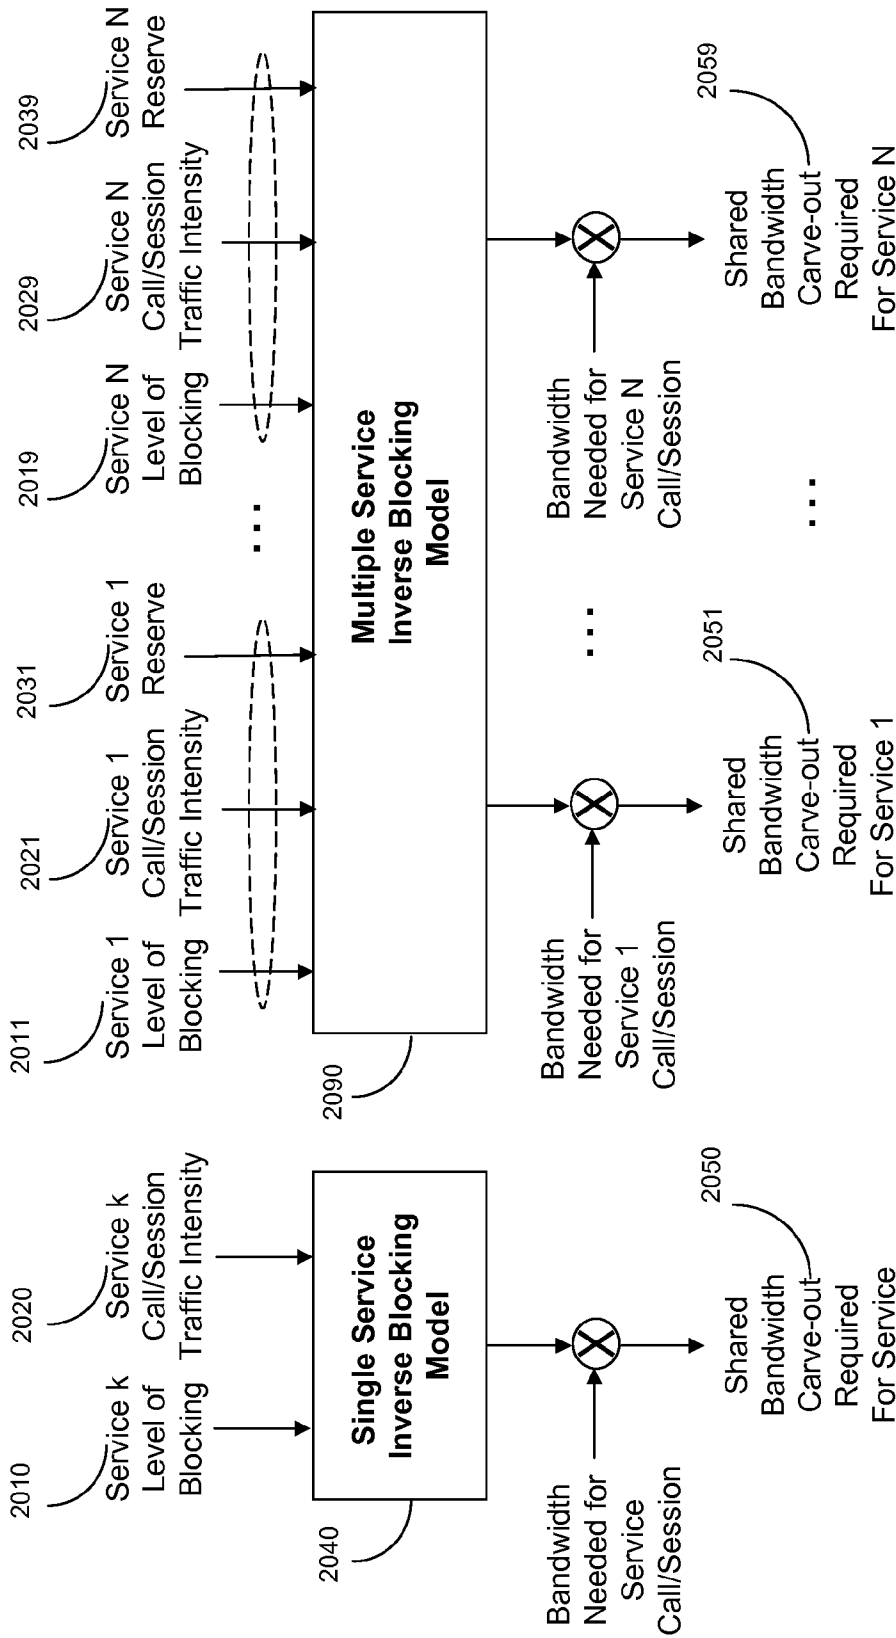 2010
Service k
Level of
Blocking
2020
Service k
Call/Session
Traffic Intensity
2040
Single Service
Inverse Blocking
Model
Bandwidth
Needed for
Service
Call/Session
2050
Shared
Bandwidth
Carve-out
Required
For Service
2011
Service 1
Level of
Blocking
2021
Service 1
Call/Session
Traffic Intensity
2031
Service 1
Reserve
...
2019
Service N
Level of
Blocking
2029
Service N
Call/Session
Traffic Intensity
2039
Service N
Reserve
2090
Multiple Service
Inverse Blocking
Model
Bandwidth
Needed for
Service 1
Call/Session
...
Bandwidth
Needed for
Service N
Call/Session
2051
Shared
Bandwidth
Carve-out
Required
For Service 1
...
2059
Shared
Bandwidth
Carve-out
Required
For Service N